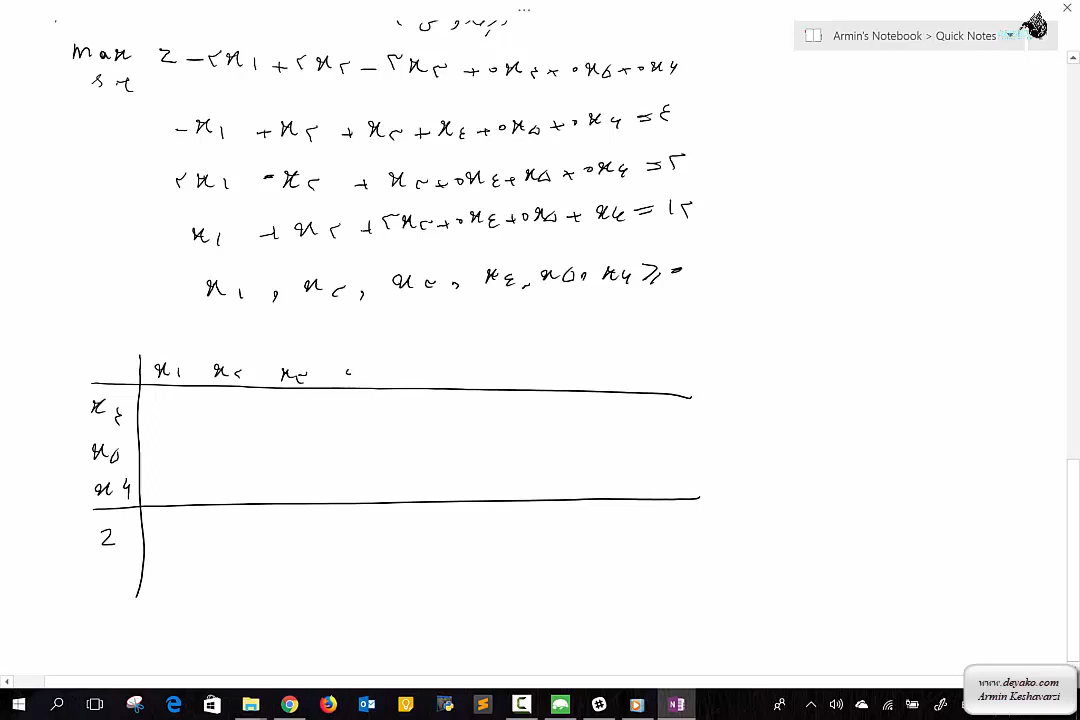 Armin's Notebook > Quick Notes
max Z -۲x۱ + ۲x۲ - ۳x۳ + ۰x۴ + ۰x۵ + ۰x۶
s t
-x۱ + x۲ + x۳ + x۴ + ۰x۵ + ۰x۶ = ۴
۲x۱ - x۲ + x۳ + ۰x۴ + x۵ + ۰x۶ = ۲
x۱ + x۲ + ۳x۳ + ۰x۴ + ۰x۵ + x۶ = ۱۲
x۱ , x۲ , x۳ , x۴ , x۵ , x۶ ≥ ۰
x۱ x۲ x۳
x۴
x۵
x۶
Z
www.deyako.com
Armin Keshavarzi